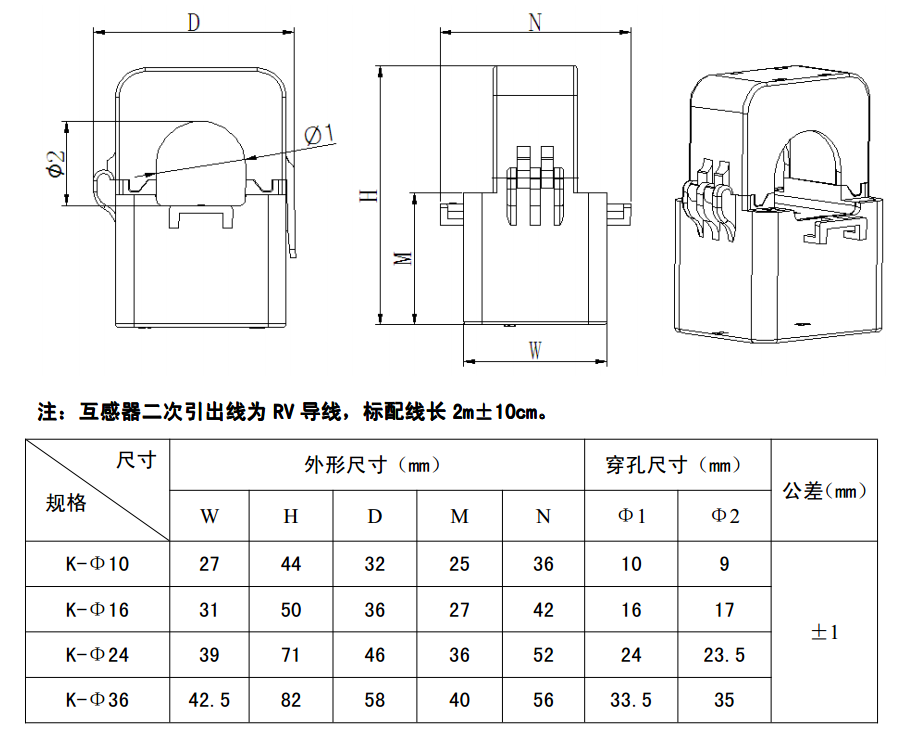 D
N
Φ1
Φ2
H
M
W
注：互感器二次引出线为 RV 导线，标配线长 2m±10cm。
尺寸 外形尺寸（mm） 穿孔尺寸（mm） 公差（mm）
规格 W H D M N Φ1 Φ2
K-Φ10 27 44 32 25 36 10 9 ±1
K-Φ16 31 50 36 27 42 16 17
K-Φ24 39 71 46 36 52 24 23.5
K-Φ36 42.5 82 58 40 56 33.5 35